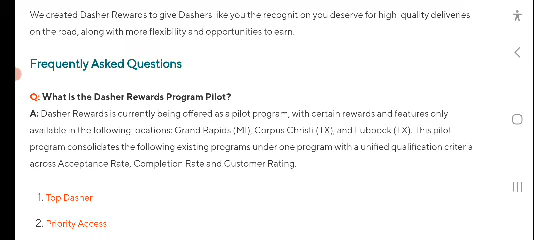 We created Dasher Rewards to give Dashers like you the recognition you deserve for high-quality deliveries
on the road, along with more flexibility and opportunities to earn.
Frequently Asked Questions
Q: What is the Dasher Rewards Program Pilot?
A: Dasher Rewards is currently being offered as a pilot program, with certain rewards and features only
available in the following locations: Grand Rapids (MI), Corpus Christi (TX), and Lubbock (TX). This pilot
program consolidates the following existing programs under one program with a unified qualification criteria
across Acceptance Rate, Completion Rate and Customer Rating.
1. Top Dasher
2. Priority Access